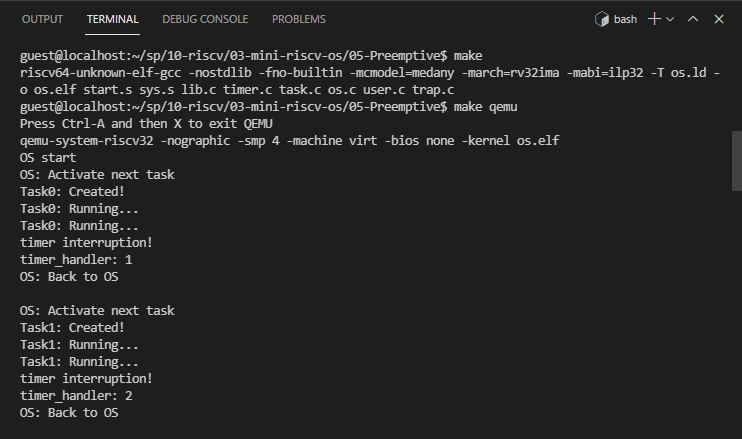 OUTPUT TERMINAL DEBUG CONSOLE PROBLEMS bash
guest@localhost:~/sp/10-riscv/03-mini-riscv-os/05-Preemptive$ make
riscv64-unknown-elf-gcc -nostdlib -fno-builtin -mcmodel=medany -march=rv32ima -mabi=ilp32 -T os.ld -
o os.elf start.s sys.s lib.c timer.c task.c os.c user.c trap.c
guest@localhost:~/sp/10-riscv/03-mini-riscv-os/05-Preemptive$ make qemu
Press Ctrl-A and then X to exit QEMU
qemu-system-riscv32 -nographic -smp 4 -machine virt -bios none -kernel os.elf
OS start
OS: Activate next task
Task0: Created!
Task0: Running...
Task0: Running...
timer interruption!
timer_handler: 1
OS: Back to OS

OS: Activate next task
Task1: Created!
Task1: Running...
Task1: Running...
timer interruption!
timer_handler: 2
OS: Back to OS